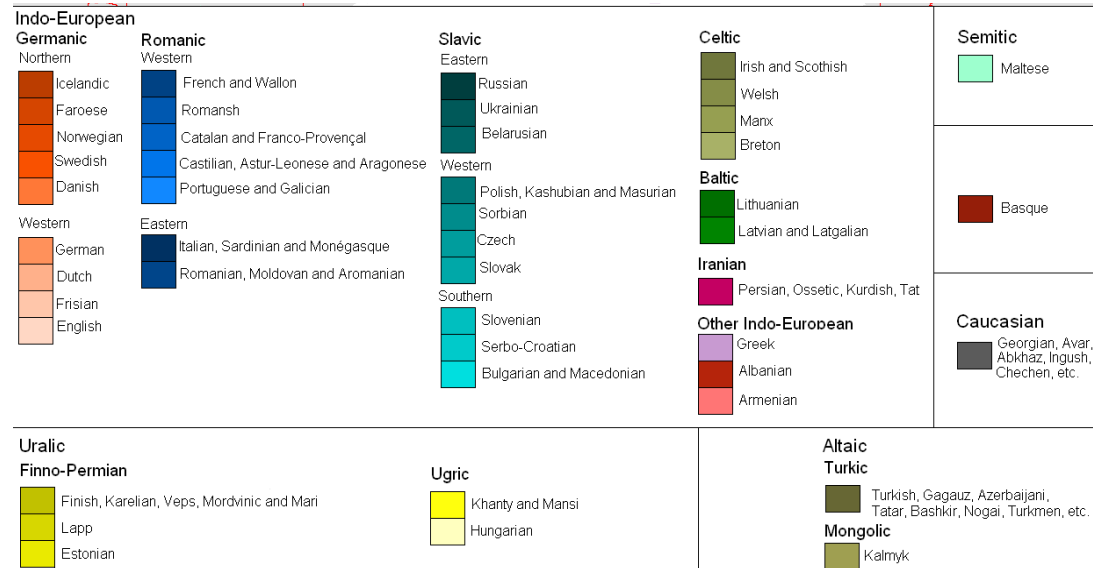 Indo-European
Germanic
Northern
Icelandic
Faroese
Norwegian
Swedish
Danish
Western
German
Dutch
Frisian
English
Romanic
Western
French and Wallon
Romansh
Catalan and Franco-Provençal
Castilian, Astur-Leonese and Aragonese
Portuguese and Galician
Eastern
Italian, Sardinian and Monégasque
Romanian, Moldovan and Aromanian
Slavic
Eastern
Russian
Ukrainian
Belarusian
Western
Polish, Kashubian and Masurian
Sorbian
Czech
Slovak
Southern
Slovenian
Serbo-Croatian
Bulgarian and Macedonian
Celtic
Irish and Scothish
Welsh
Manx
Breton
Baltic
Lithuanian
Latvian and Latgalian
Iranian
Persian, Ossetic, Kurdish, Tat
Other Indo-European
Greek
Albanian
Armenian
Semitic
Maltese
Basque
Caucasian
Georgian, Avar,
Abkhaz, Ingush,
Chechen, etc.
Uralic
Finno-Permian
Finish, Karelian, Veps, Mordvinic and Mari
Lapp
Estonian
Ugric
Khanty and Mansi
Hungarian
Altaic
Turkic
Turkish, Gagauz, Azerbaijani,
Tatar, Bashkir, Nogai, Turkmen, etc.
Mongolic
Kalmyk